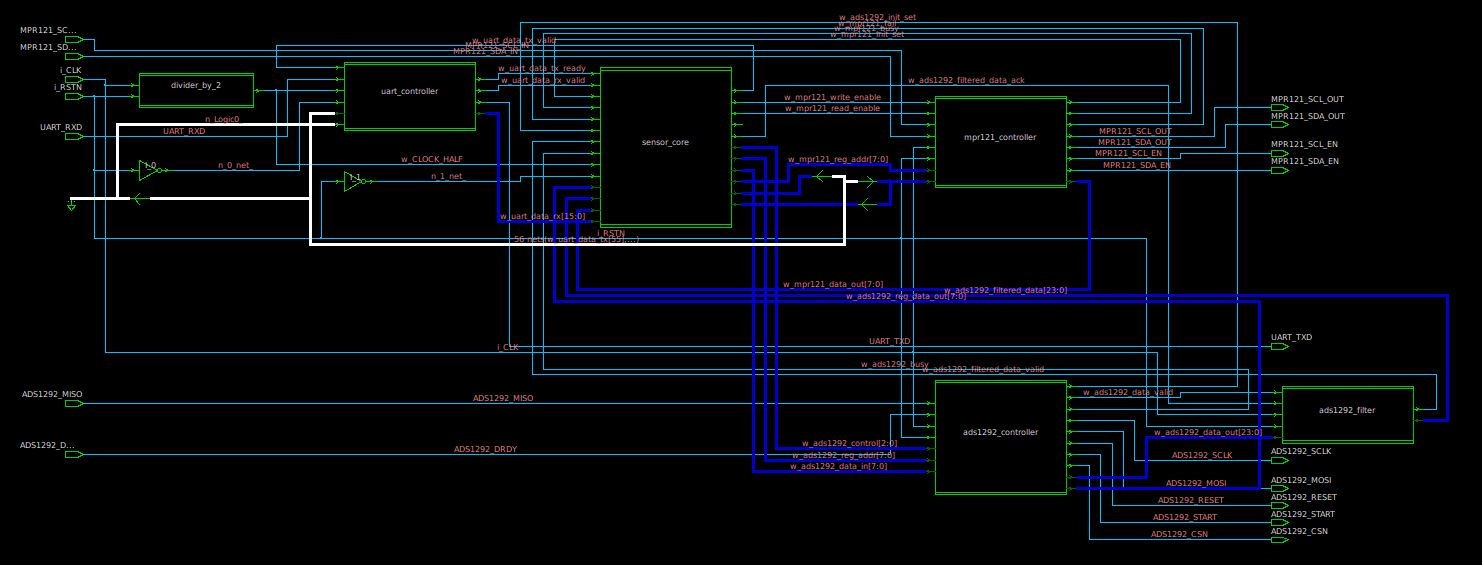 w_ads1292_init_set
w_mpr121_init_set
w_uart_data_tx_valid
MPR121_SDA_IN
MPR121_SC...
MPR121_SD...
i_CLK
i_RSTN
UART_RXD
divider_by_2
uart_controller
w_uart_data_tx_ready
w_uart_data_rx_valid
w_ads1292_filtered_data_ack
w_mpr121_write_enable
w_mpr121_read_enable
sensor_core
mpr121_controller
MPR121_SCL_OUT
MPR121_SDA_OUT
MPR121_SCL_EN
MPR121_SDA_EN
MPR121_SCL_OUT
MPR121_SDA_OUT
MPR121_SCL_EN
MPR121_SDA_EN
n_Logic0
UART_RXD
I_0
n_0_net_
w_CLOCK_HALF
I_1
n_1_net_
w_mpr121_reg_addr[7:0]
w_uart_data_rx[15:0]
i_RSTN
w_mpr121_data_out[7:0]
w_ads1292_filtered_data[23:0]
w_ads1292_reg_data_out[7:0]
UART_TXD
UART_TXD
i_CLK
w_ads1292_busy
w_ads1292_filtered_data_valid
ADS1292_MISO
ADS1292_MISO
w_ads1292_data_valid
ads1292_filter
ads1292_controller
w_ads1292_data_out[23:0]
ADS1292_D...
ADS1292_DRDY
w_ads1292_control[2:0]
w_ads1292_reg_addr[7:0]
w_ads1292_data_in[7:0]
ADS1292_SCLK
ADS1292_SCLK
ADS1292_MOSI
ADS1292_MOSI
ADS1292_RESET
ADS1292_RESET
ADS1292_START
ADS1292_START
ADS1292_CSN
ADS1292_CSN